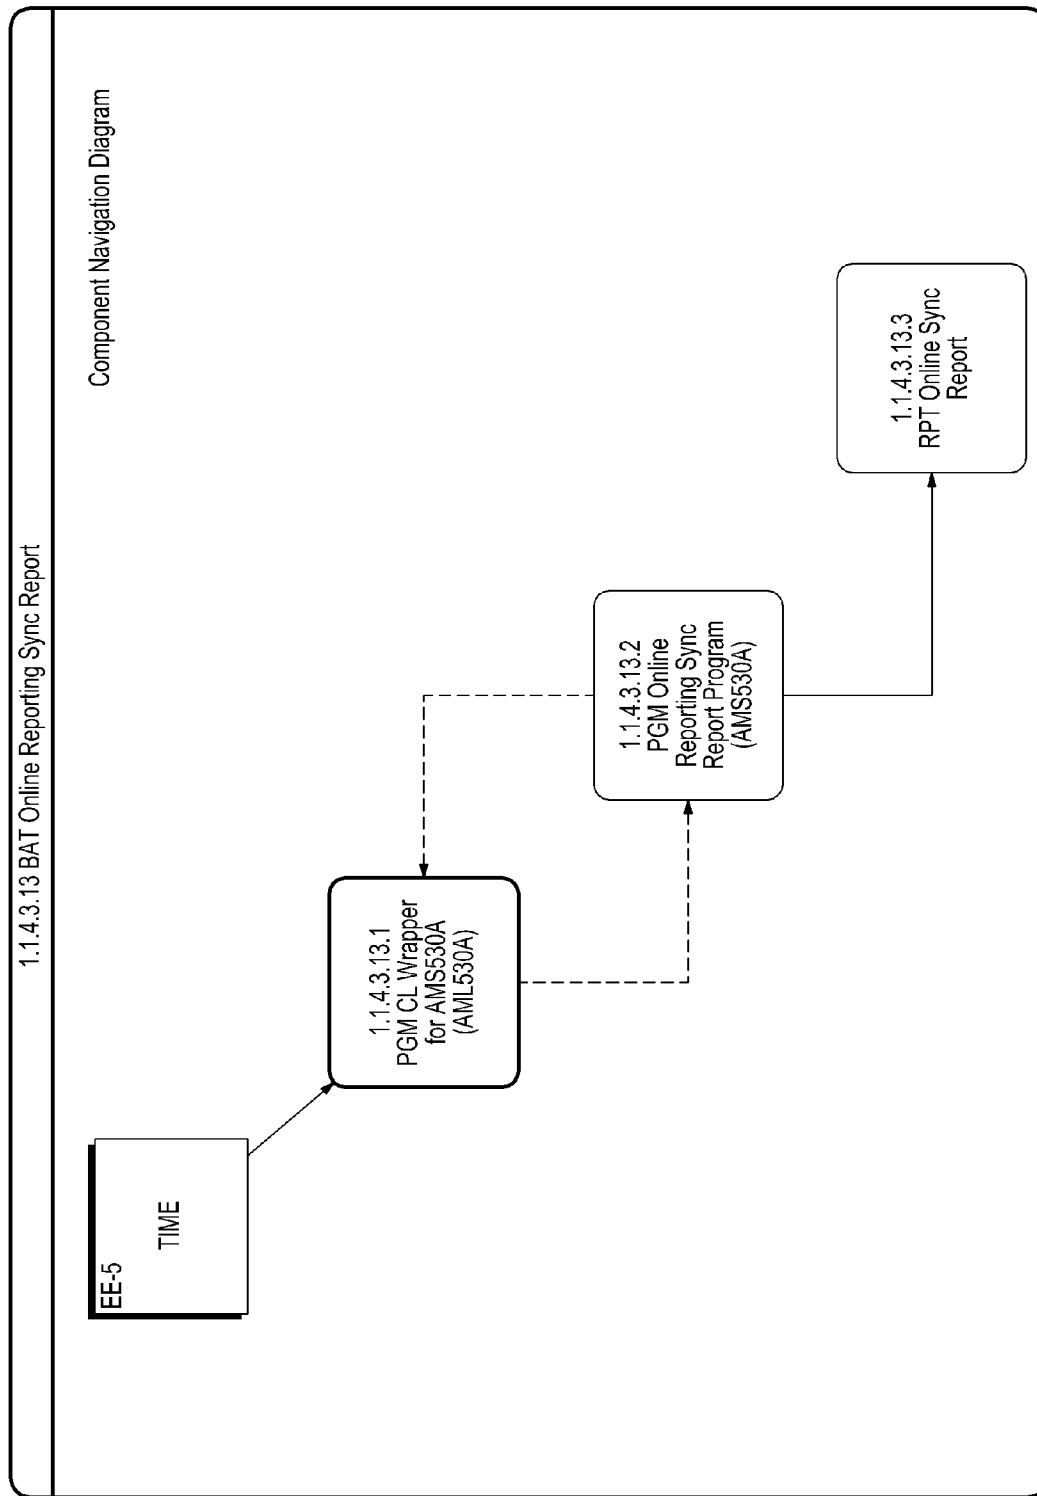 1.1.4.3.13 BAT Online Reporting Sync Report
Component Navigation Diagram
EE-5
TIME
1.1.4.3.13.1
PGM CL Wrapper
for AMS530A
(AML530A)
1.1.4.3.13.2
PGM Online
Reporting Sync
Report Program
(AMS530A)
1.1.4.3.13.3
RPT Online Sync
Report